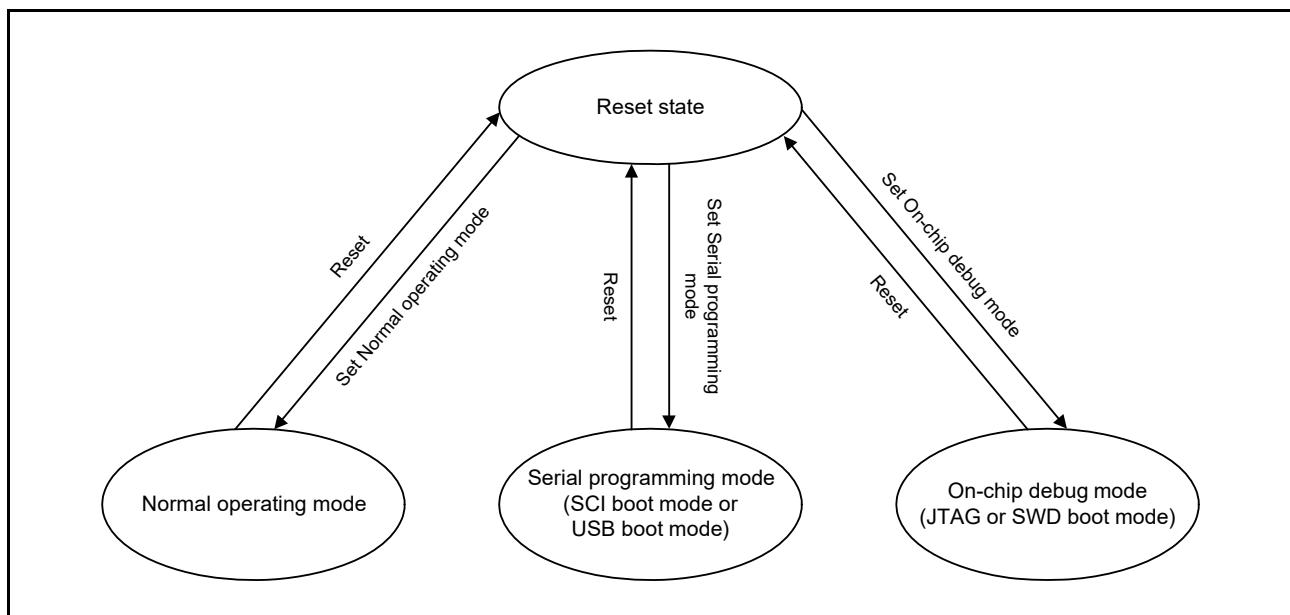 Reset state
Reset
Set Normal operating mode
Reset
Set Serial programming
mode
Reset
Set On-chip debug mode
Normal operating mode
Serial programming mode
(SCI boot mode or
USB boot mode)
On-chip debug mode
(JTAG or SWD boot mode)